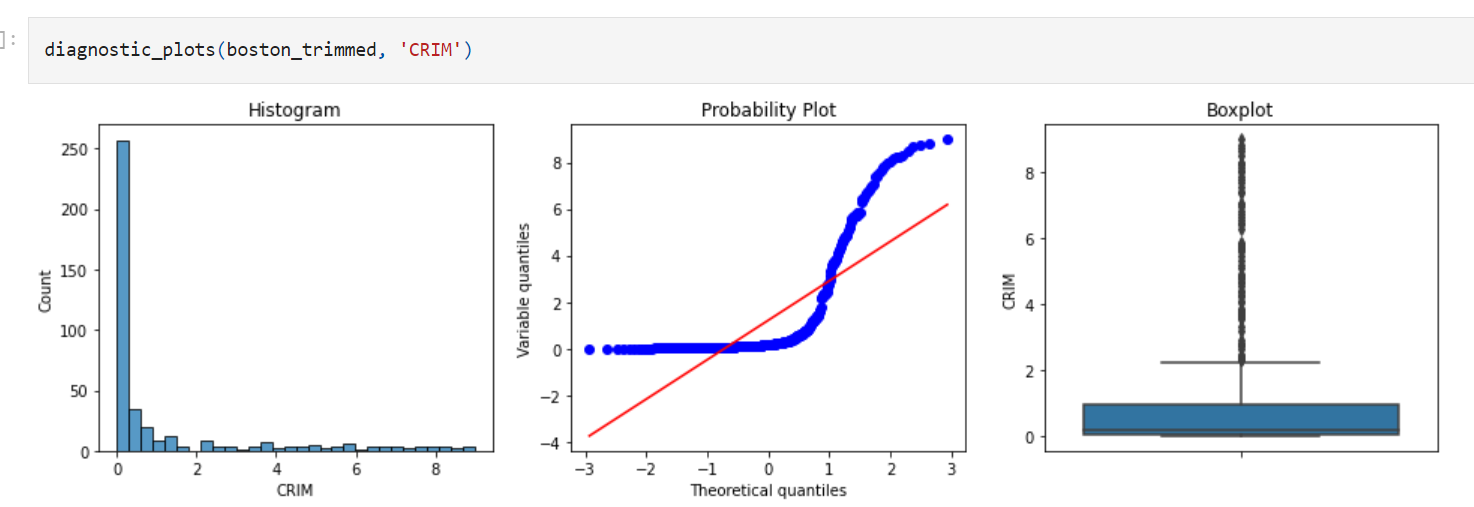 ]:
diagnostic_plots(boston_trimmed, 'CRIM')
Histogram
250
200
150
100
50
0
Count
0 2 4 6 8
CRIM
Probability Plot
8
6
4
2
0
−2
−4
Variable quantiles
−3 −2 −1 0 1 2 3
Theoretical quantiles
Boxplot
8
6
4
2
0
CRIM